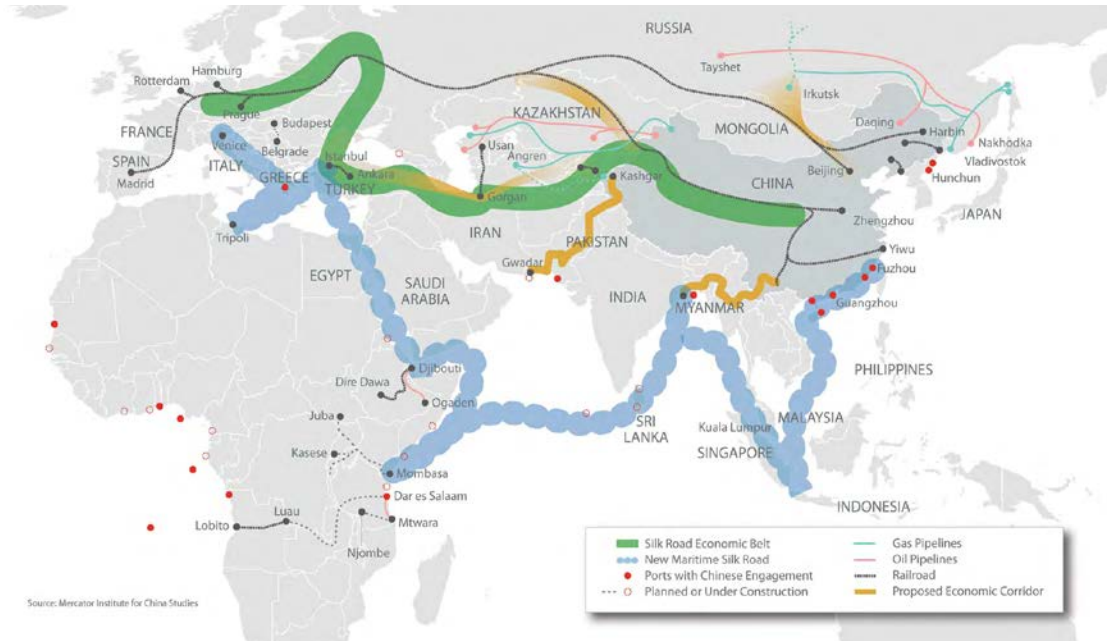 RUSSIA
Hamburg
Rotterdam
Tayshet
Prague
Irkutsk
KAZAKHSTAN
FRANCE
Budapest
MONGOLIA
Daqing
Harbin
Venice
Usan
ITALY
Belgrade
Nakhodka
SPAIN
Istanbul
Angren
Vladivostok
Madrid
GREECE
Ankara
Beijing
TURKEY
Kashgar
CHINA
Hunchun
Gorgan
JAPAN
Zhengzhou
Tripoli
IRAN
PAKISTAN
Yiwu
Gwadar
Fuzhou
EGYPT
SAUDI
ARABIA
INDIA
MYANMAR
Guangzhou
Djibouti
PHILIPPINES
Dire Dawa
Ogaden
Juba
SRI
LANKA
MALAYSIA
Kuala Lumpur
Kasese
SINGAPORE
Mombasa
Dar es Salaam
INDONESIA
Luau
Lobito
Mtwara
Njombe
Silk Road Economic Belt
New Maritime Silk Road
Ports with Chinese Engagement
Planned or Under Construction
Gas Pipelines
Oil Pipelines
Railroad
Proposed Economic Corridor
Source: Mercator Institute for China Studies